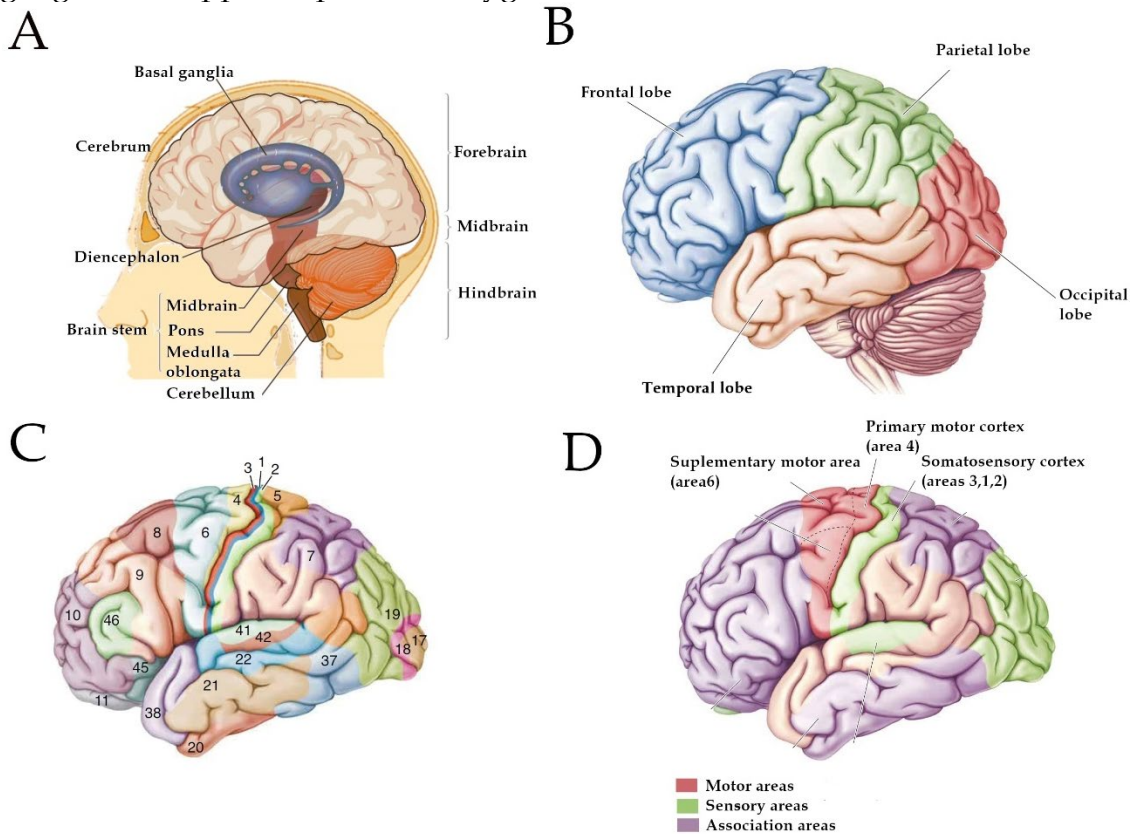 A
Basal ganglia
Cerebrum
Forebrain
Midbrain
Diencephalon
Hindbrain
Midbrain
Brain stem
Pons
Medulla
oblongata
Cerebellum
B
Parietal lobe
Frontal lobe
Occipital
lobe
Temporal lobe
C
1
3
2
4
5
8
6
7
9
10
46
19
41
42
17
18
45
22
37
21
11
38
20
D
Primary motor cortex
(area 4)
Suplementary motor area
(area6)
Somatosensory cortex
(areas 3,1,2)
Motor areas
Sensory areas
Association areas